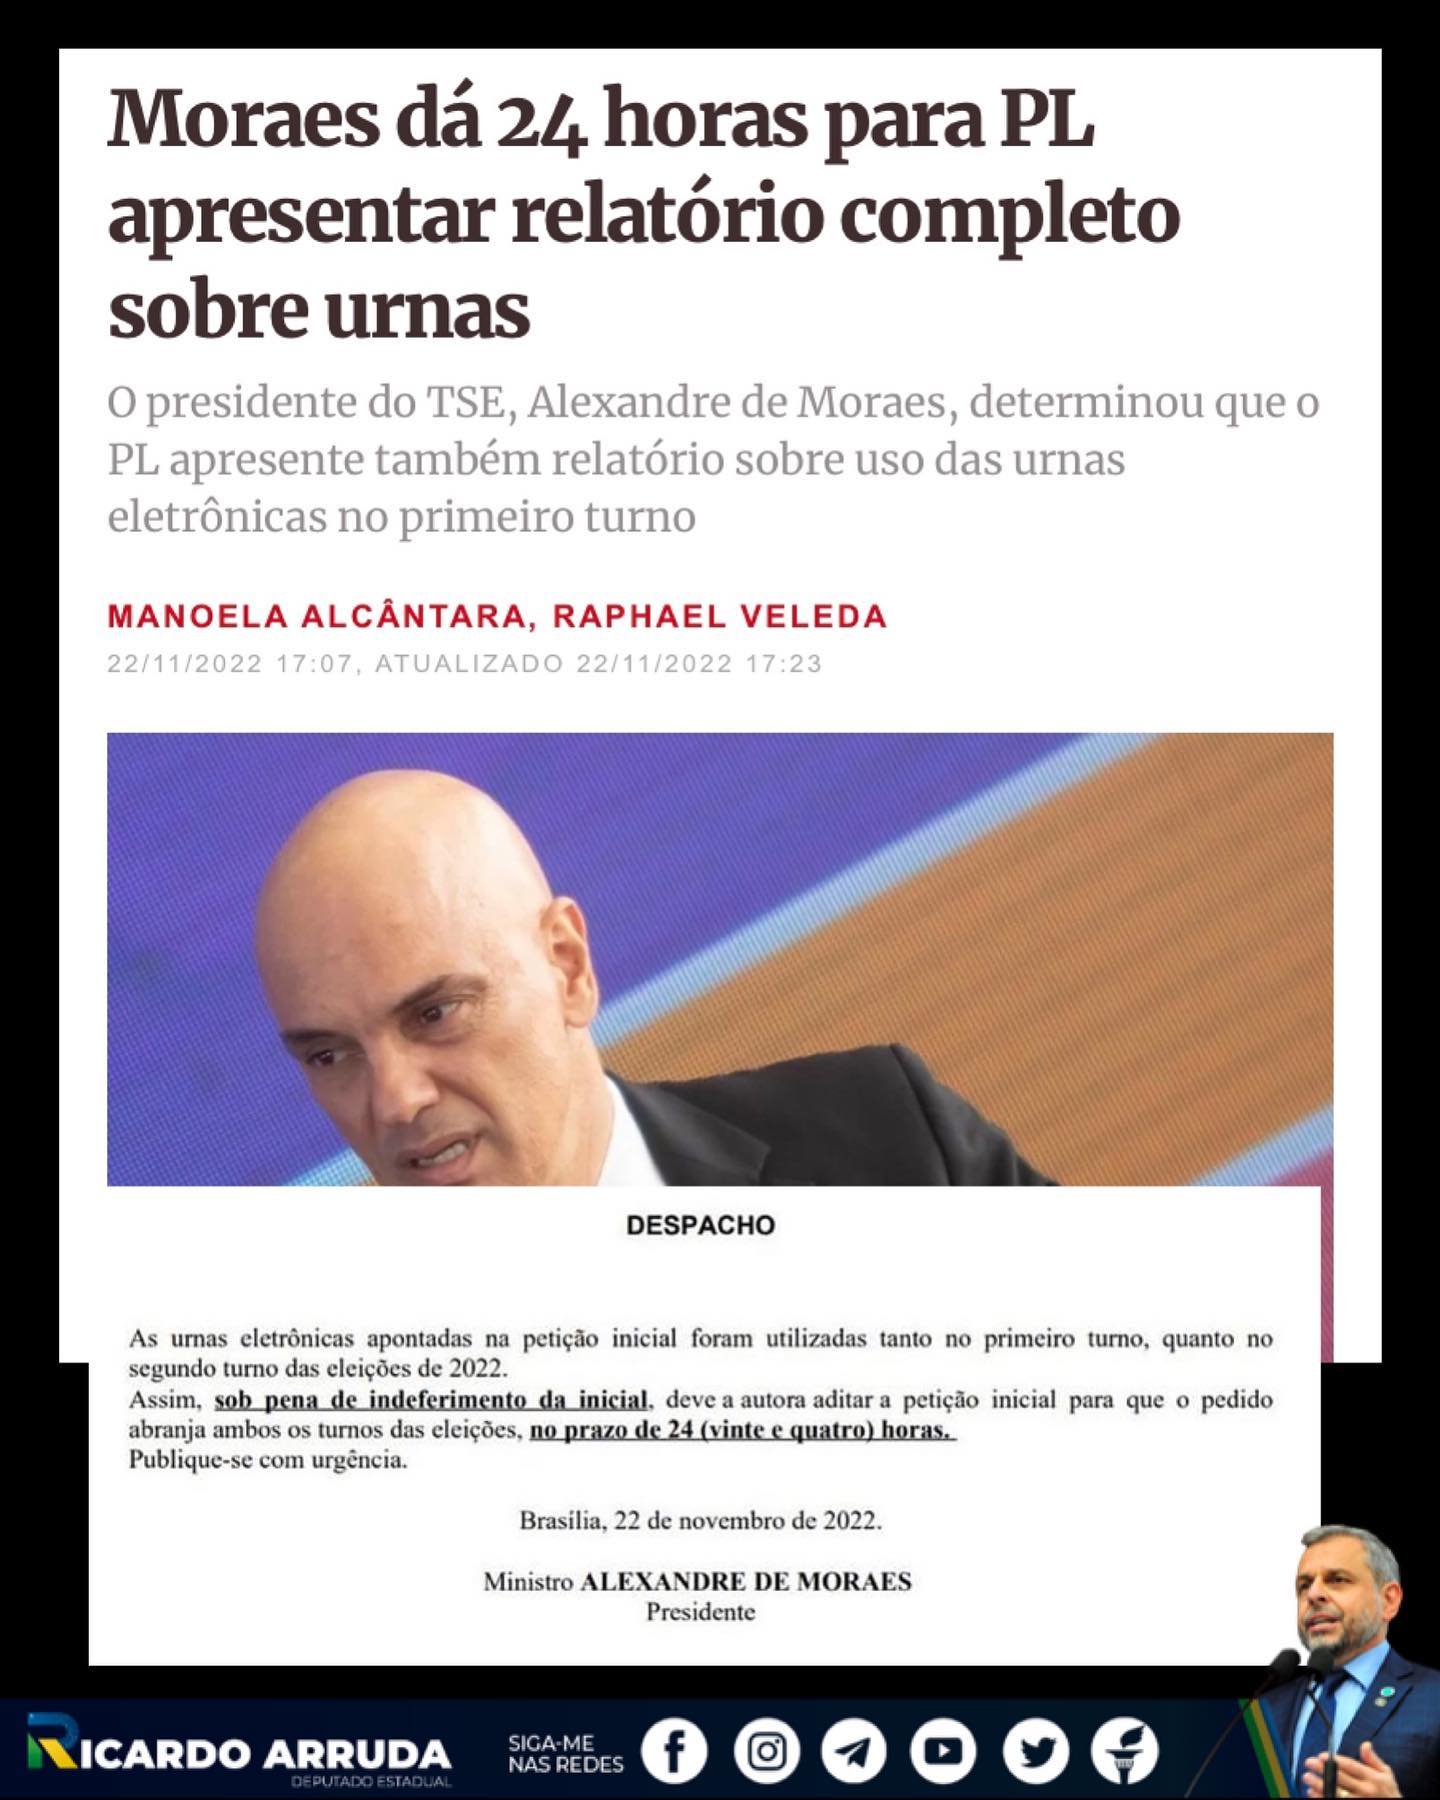 Moraes dá 24 horas para PL
apresentar relatório completo
sobre urnas
O presidente do TSE, Alexandre de Moraes, determinou que o
PL apresente também relatório sobre uso das urnas
eletrônicas no primeiro turno
MANOELA ALCÂNTARA, RAPHAEL VELEDA
22/11/2022 17:07, ATUALIZADO 22/11/2022 17:23
DESPACHO
As urnas eletrônicas apontadas na petição inicial foram utilizadas tanto no primeiro turno, quanto no
segundo turno das eleições de 2022.
Assim, sob pena de indeferimento da inicial, deve a autora aditar a petição inicial para que o pedido
abranja ambos os turnos das eleições, no prazo de 24 (vinte e quatro) horas.
Publique-se com urgência.
Brasília, 22 de novembro de 2022.
Ministro ALEXANDRE DE MORAES
Presidente
RICARDO ARRUDA
DEPUTADO ESTADUAL
SIGA-ME
NAS REDES